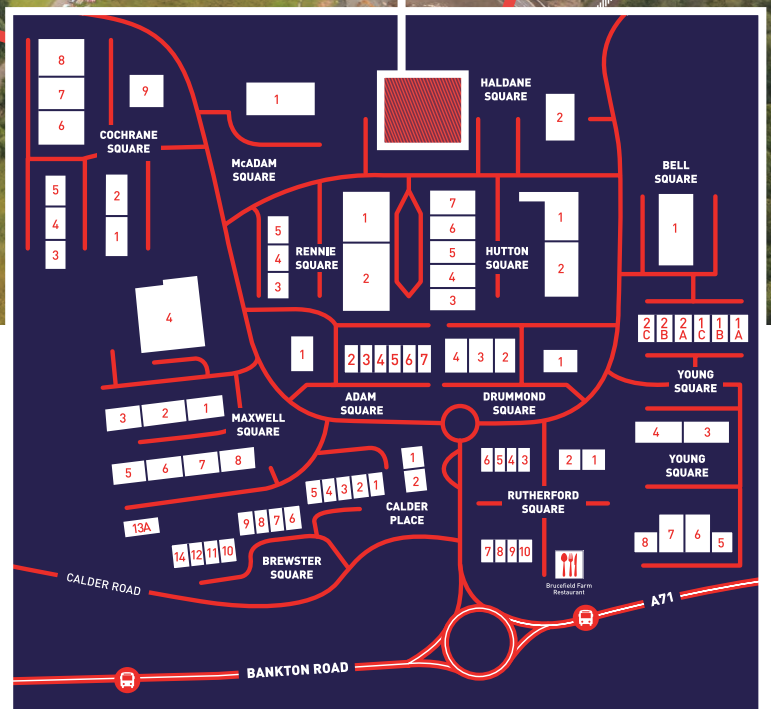 8
7
6
9
COCHRANE
SQUARE
5
4
3
2
1
1
McADAM
SQUARE
HALDANE
SQUARE
2
BELL
SQUARE
1
5
4
3
RENNIE
SQUARE
1
2
7
6
5
4
3
HUTTON
SQUARE
1
2
4
1
2 3 4 5 6 7
ADAM
SQUARE
4 3 2
1
DRUMMOND
SQUARE
2C 2B 2A 1C 1B 1A
YOUNG
SQUARE
3 2 1
MAXWELL
SQUARE
5 6 7 8
4 3
YOUNG
SQUARE
8 7 6 5
13A
14 12 11 10
9 8 7 6
5 4 3 2 1
BREWSTER
SQUARE
1
2
CALDER
PLACE
6 5 4 3
2 1
RUTHERFORD
SQUARE
7 8 9 10
Brucefield Farm
Restaurant
CALDER ROAD
A71
BANKTON ROAD